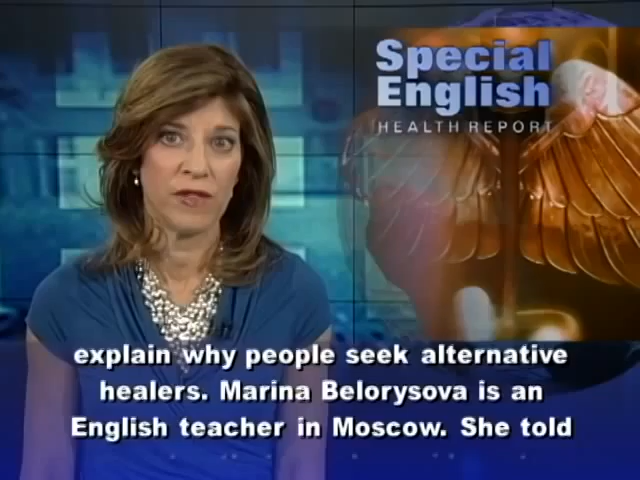 Special
English
HEALTH REPORT
explain why people seek alternative
healers. Marina Belorysova is an
English teacher in Moscow. She told